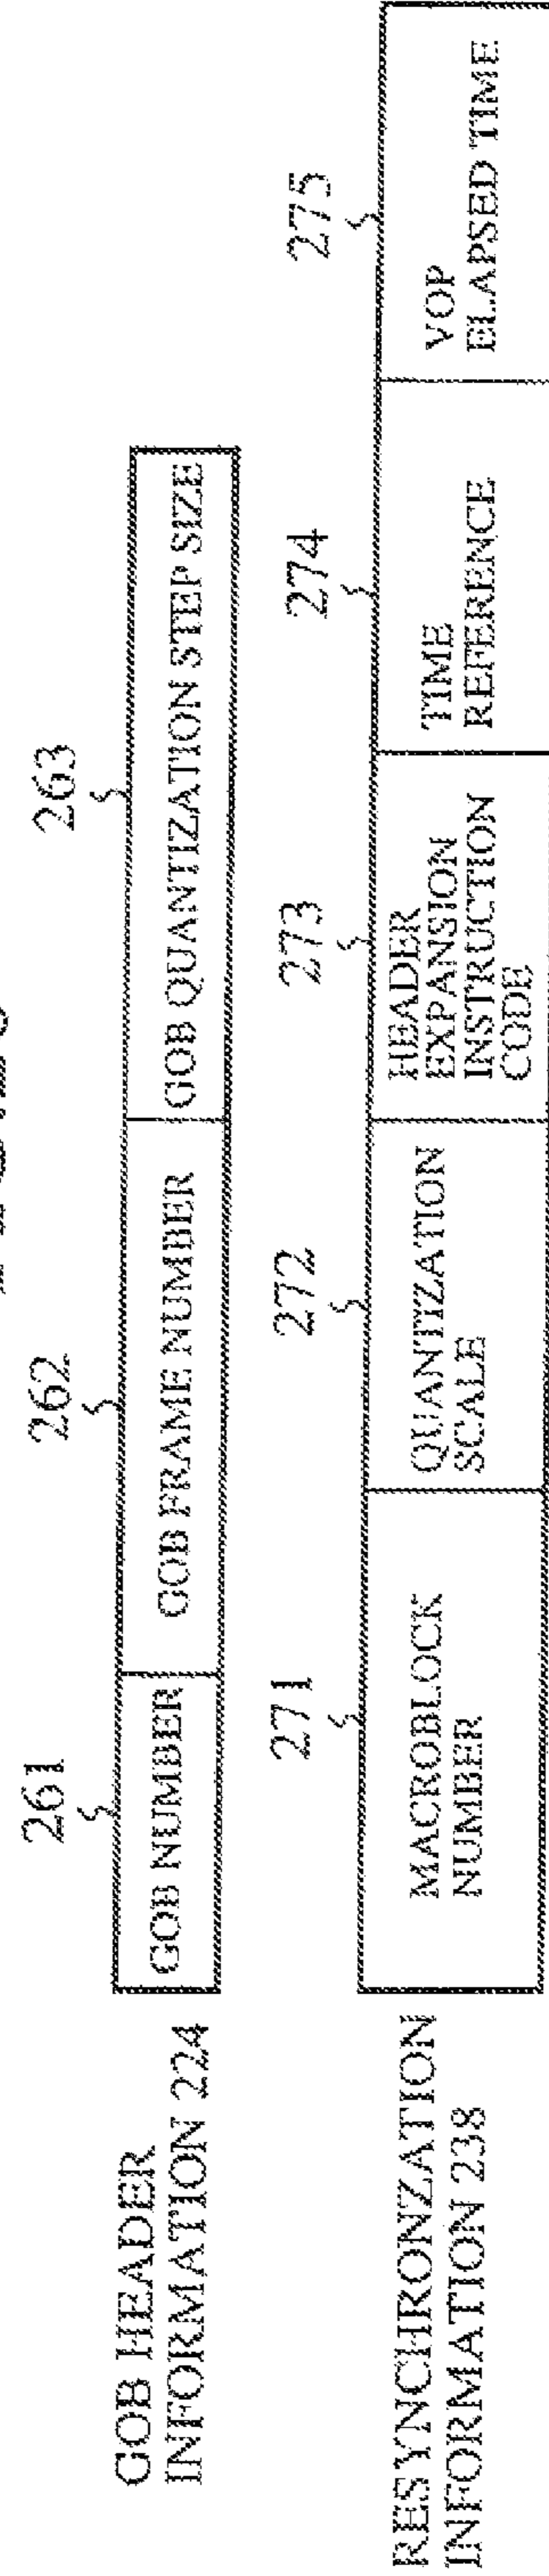 261
262
263
GOB HEADER
INFORMATION 224
GOB NUMBER
GOB FRAME NUMBER
GOB QUANTIZATION STEP SIZE
271
272
273
274
275
RESYNCHRONZATION
INFORMATION 238
MACROBLOCK
NUMBER
QUANTIZATION
SCALE
HEADER
EXPANSION
INSTRUCTION
CODE
TIME
REFERENCE
VOP
ELAPSED TIME